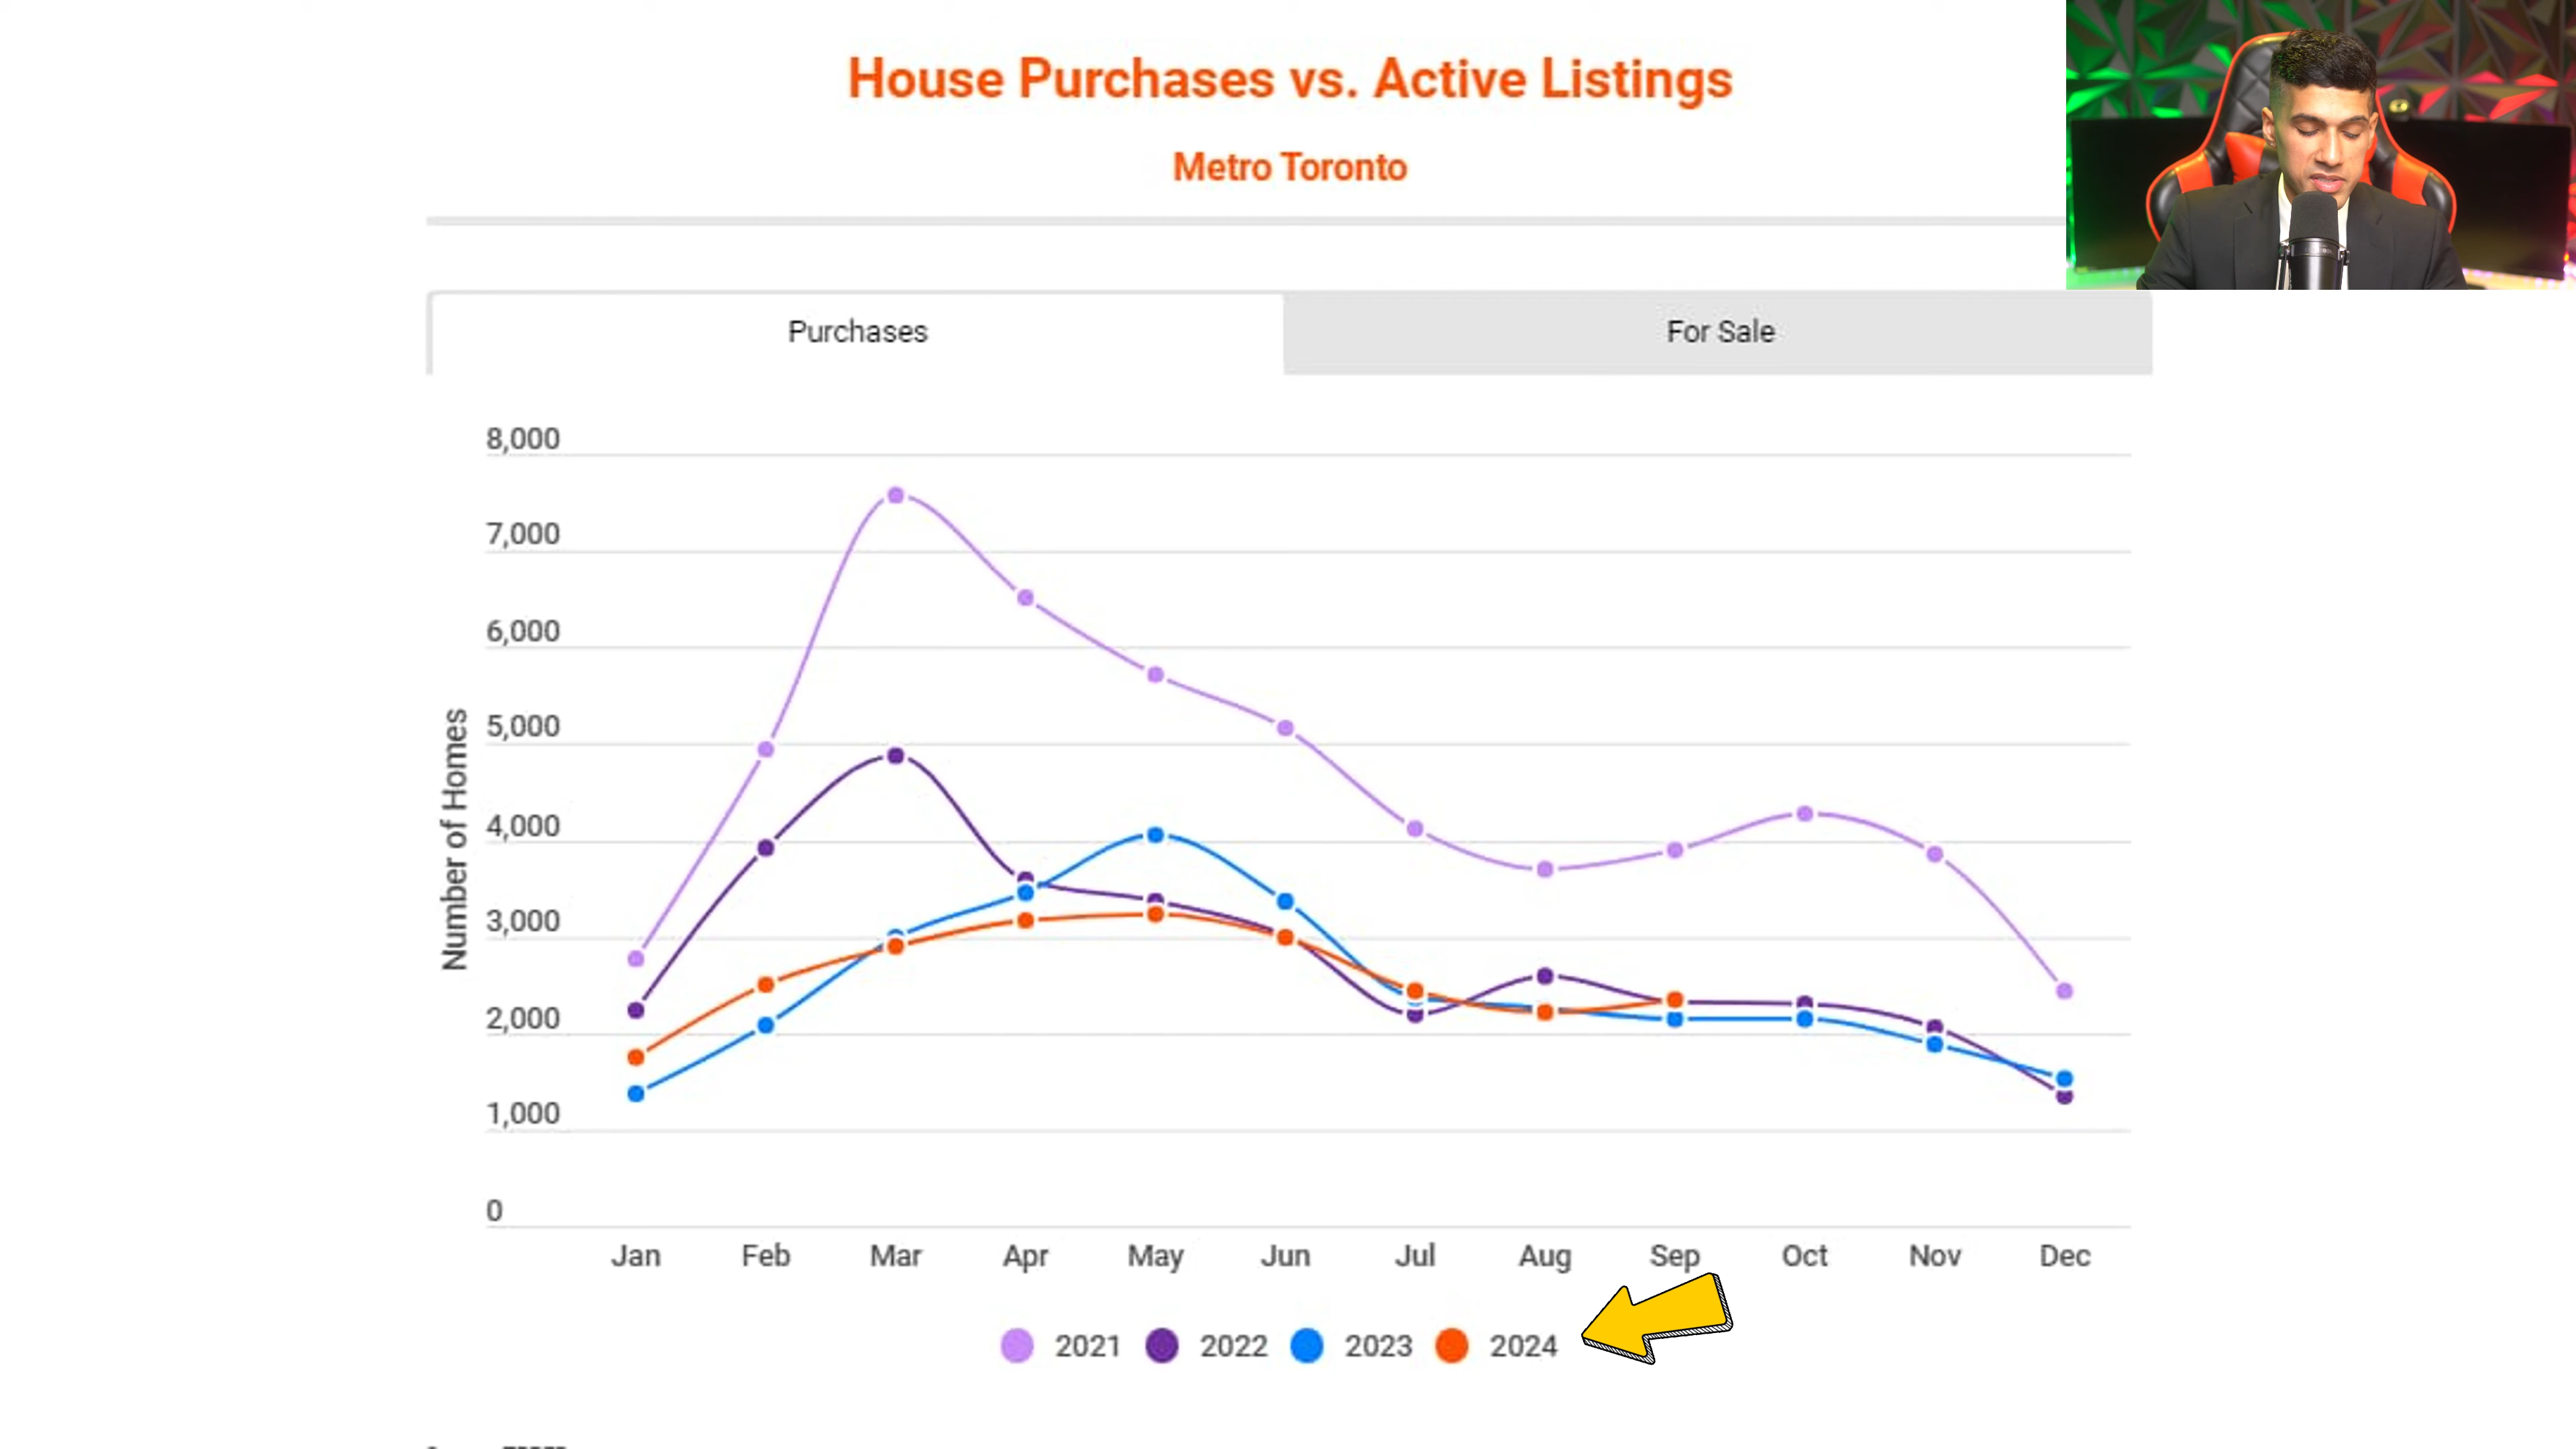 House Purchases vs. Active Listings
Metro Toronto
Purchases
For Sale
8,000
7,000
6,000
5,000
4,000
3,000
2,000
1,000
0
Number of Homes
Jan Feb Mar Apr May Jun Jul Aug Sep Oct Nov Dec
2021 2022 2023 2024